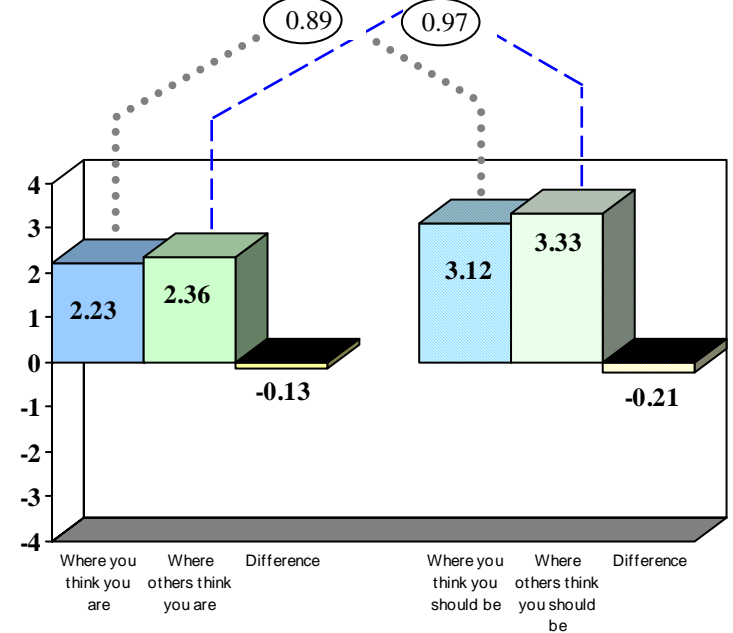 0.89
0.97
4
3
2
1
0
-1
-2
-3
-4
2.23
2.36
-0.13
3.12
3.33
-0.21
Where you
think you
are
Where
others think
you are
Difference
Where you
think you
should be
Where
others think
you should
be
Difference